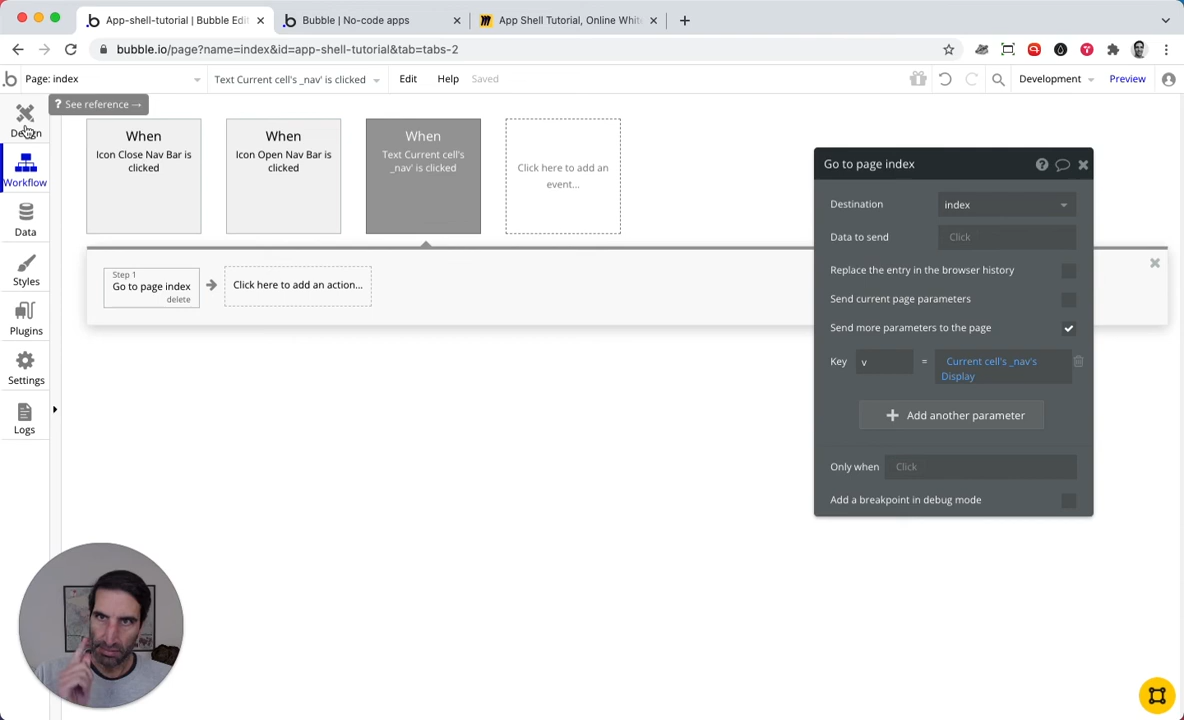 App-shell-tutorial | Bubble Edit
Bubble | No-code apps
App Shell Tutorial, Online White
bubble.io/page?name=index&id=app-shell-tutorial&tab=tabs-2
Page: index
Text Current cell's _nav' is clicked
Edit
Help
Saved
Development
Preview
? See reference →
Design
Workflow
Data
Styles
Plugins
Settings
Logs
When
Icon Close Nav Bar is
clicked
When
Icon Open Nav Bar is
clicked
When
Text Current cell's
_nav' is clicked
Click here to add an
event...
Step 1
Go to page index
delete
Click here to add an action...
Go to page index
Destination
index
Data to send
Click
Replace the entry in the browser history
Send current page parameters
Send more parameters to the page
Key
v
=
Current cell's _nav's
Display
Add another parameter
Only when
Click
Add a breakpoint in debug mode